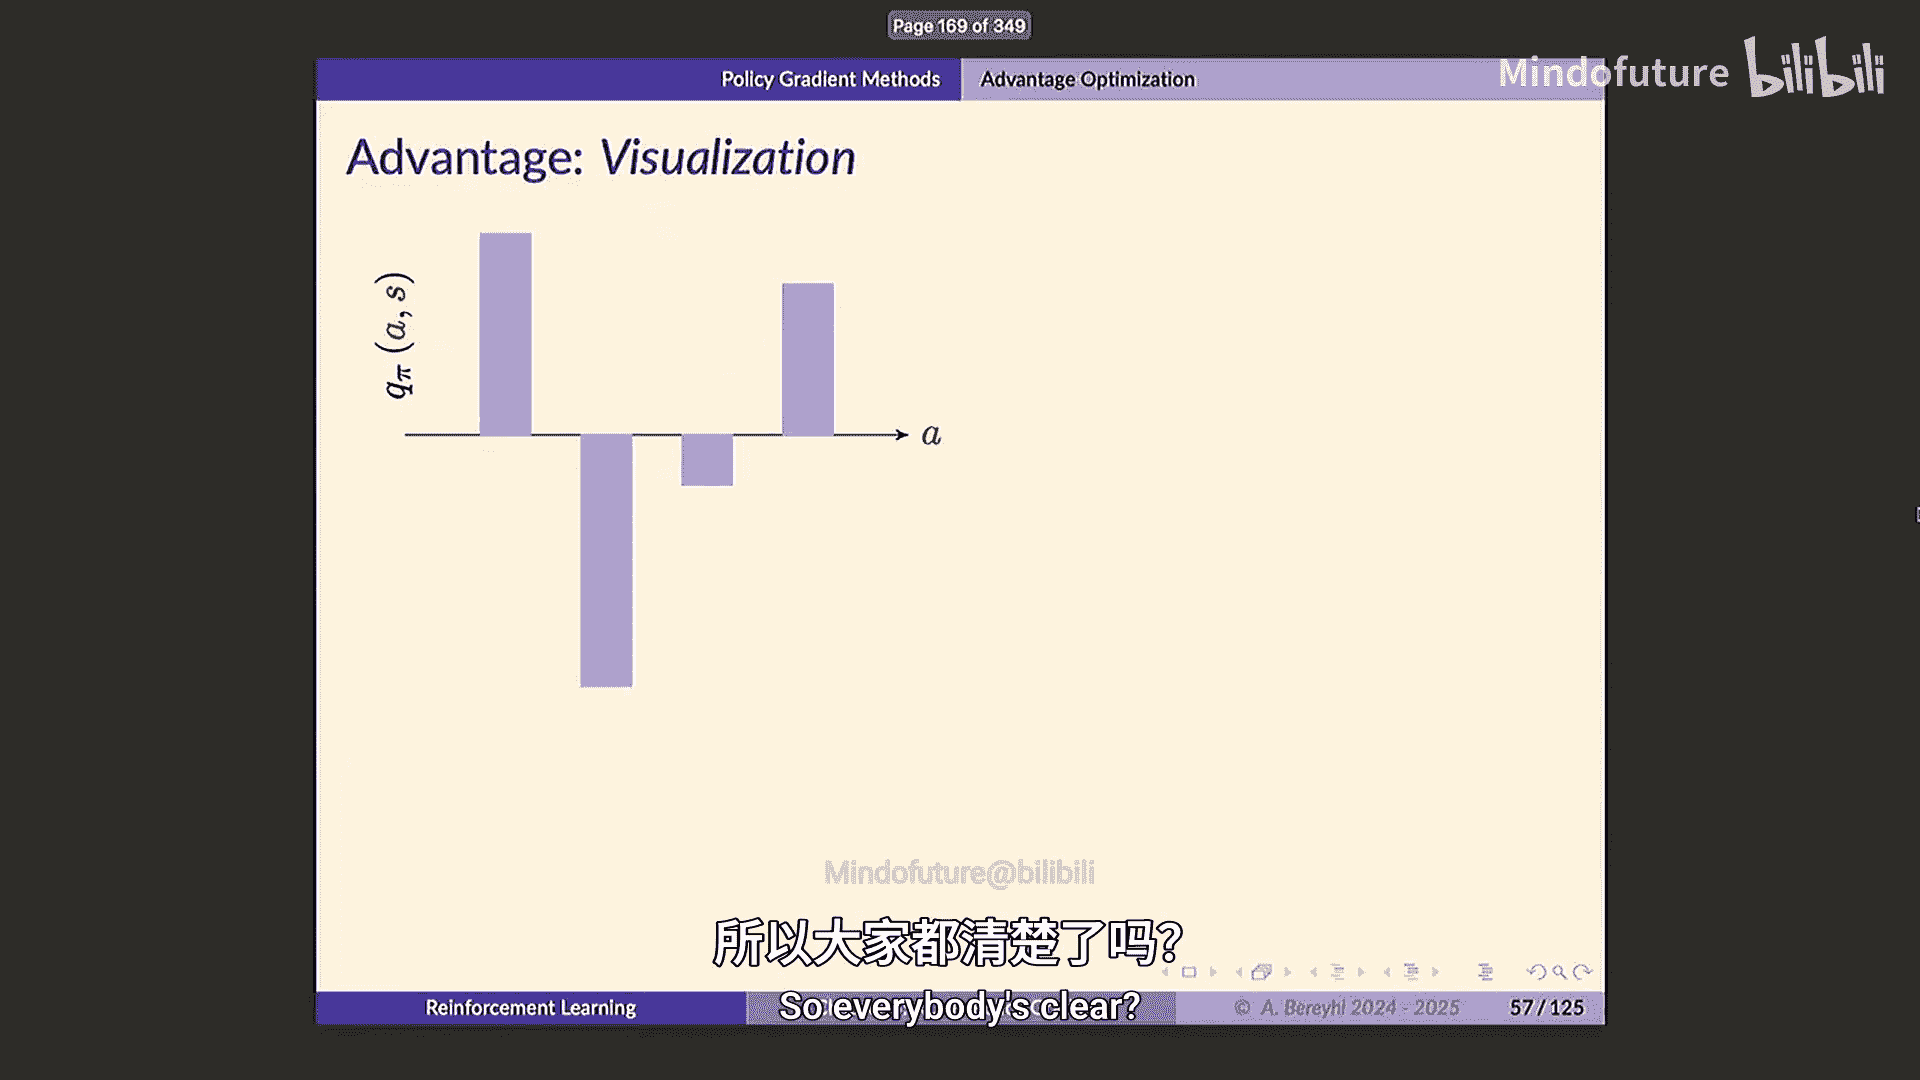 Page 169 of 349
Policy Gradient Methods
Advantage Optimization
Mindofuture bilibili
Advantage: Visualization
qπ (a, s)
a
Mindofuture@bilibili
所以大家都清楚了吗？
So everybody's clear?
Reinforcement Learning
© A. Bereyhi 2024 - 2025
57 / 125